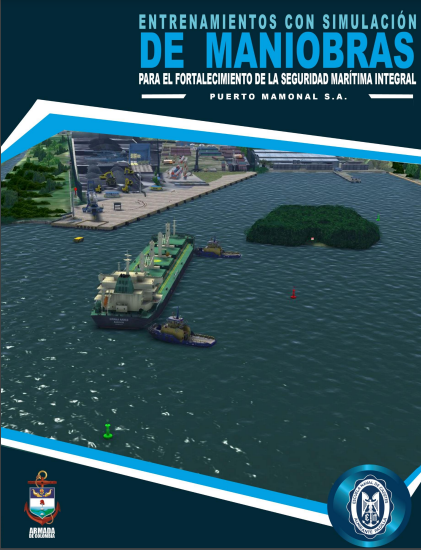 ENTRENAMIENTOS CON SIMULACIÓN
DE MANIOBRAS
PARA EL FORTALECIMIENTO DE LA SEGURIDAD MARÍTIMA INTEGRAL
PUERTO MAMONAL S.A.
ARMADA
DE COLOMBIA